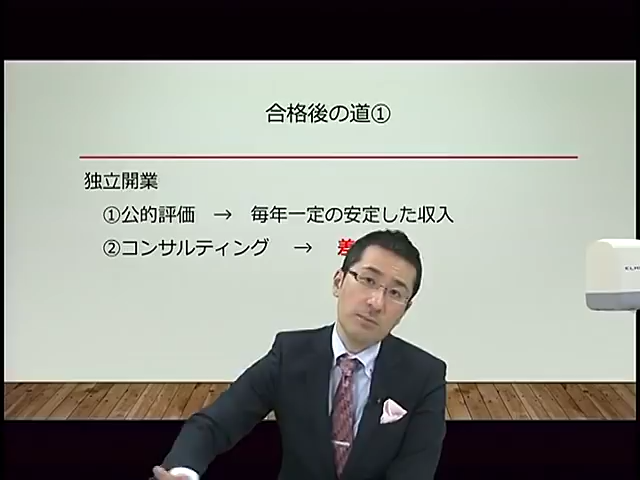 合格後の道①
独立開業
①公的評価 → 毎年一定の安定した収入
②コンサルティング → 差